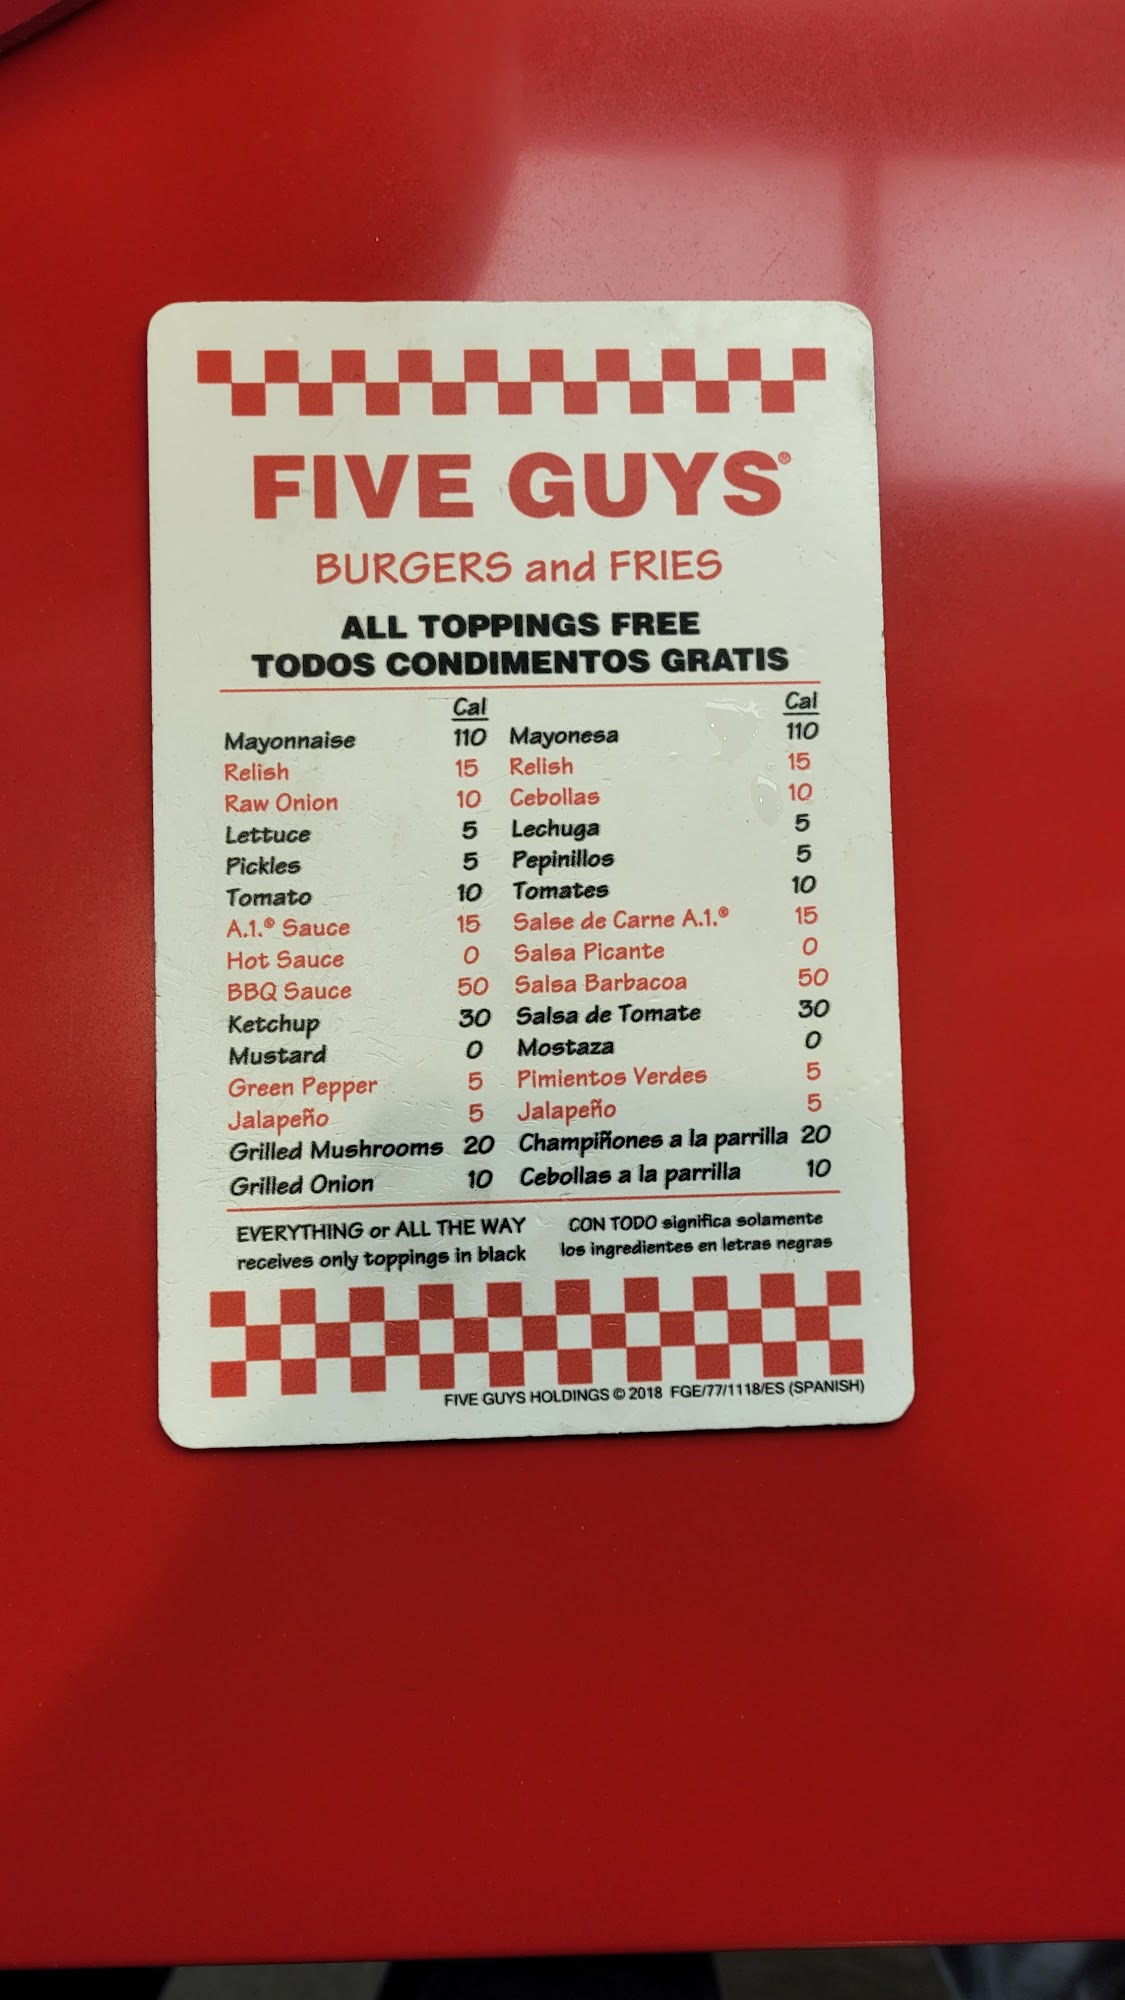 FIVE GUYS®
BURGERS and FRIES
ALL TOPPINGS FREE
TODOS CONDIMENTOS GRATIS
Cal Cal
Mayonnaise 110 Mayonesa 110
Relish 15 Relish 15
Raw Onion 10 Cebollas 10
Lettuce 5 Lechuga 5
Pickles 5 Pepinillos 5
Tomato 10 Tomates 10
A.1.® Sauce 15 Salse de Carne A.1.® 15
Hot Sauce 0 Salsa Picante 0
BBQ Sauce 50 Salsa Barbacoa 50
Ketchup 30 Salsa de Tomate 30
Mustard 0 Mostaza 0
Green Pepper 5 Pimientos Verdes 5
Jalapeño 5 Jalapeño 5
Grilled Mushrooms 20 Champiñones a la parrilla 20
Grilled Onion 10 Cebollas a la parrilla 10
EVERYTHING or ALL THE WAY
receives only toppings in black
CON TODO significa solamente
los ingredientes en letras negras
FIVE GUYS HOLDINGS © 2018 FGE/77/1118/ES (SPANISH)